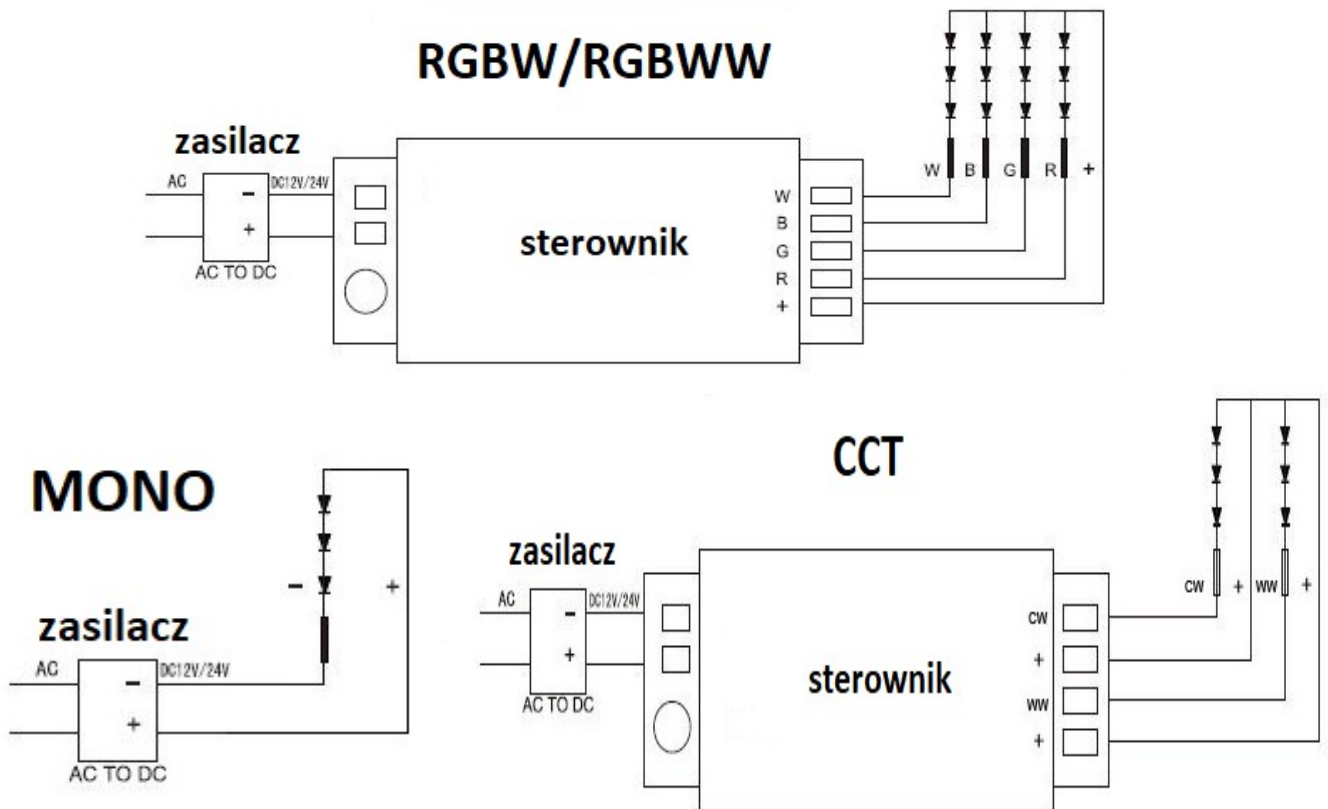 RGBW/RGBWW
zasilacz
AC
DC12V/24V
-
+
AC TO DC
sterownik
W
B
G
R
+
W B G R +
MONO
zasilacz
AC
DC12V/24V
-
+
AC TO DC
- +
CCT
zasilacz
AC
DC12V/24V
-
+
AC TO DC
sterownik
CW
+
WW
+
CW + WW +